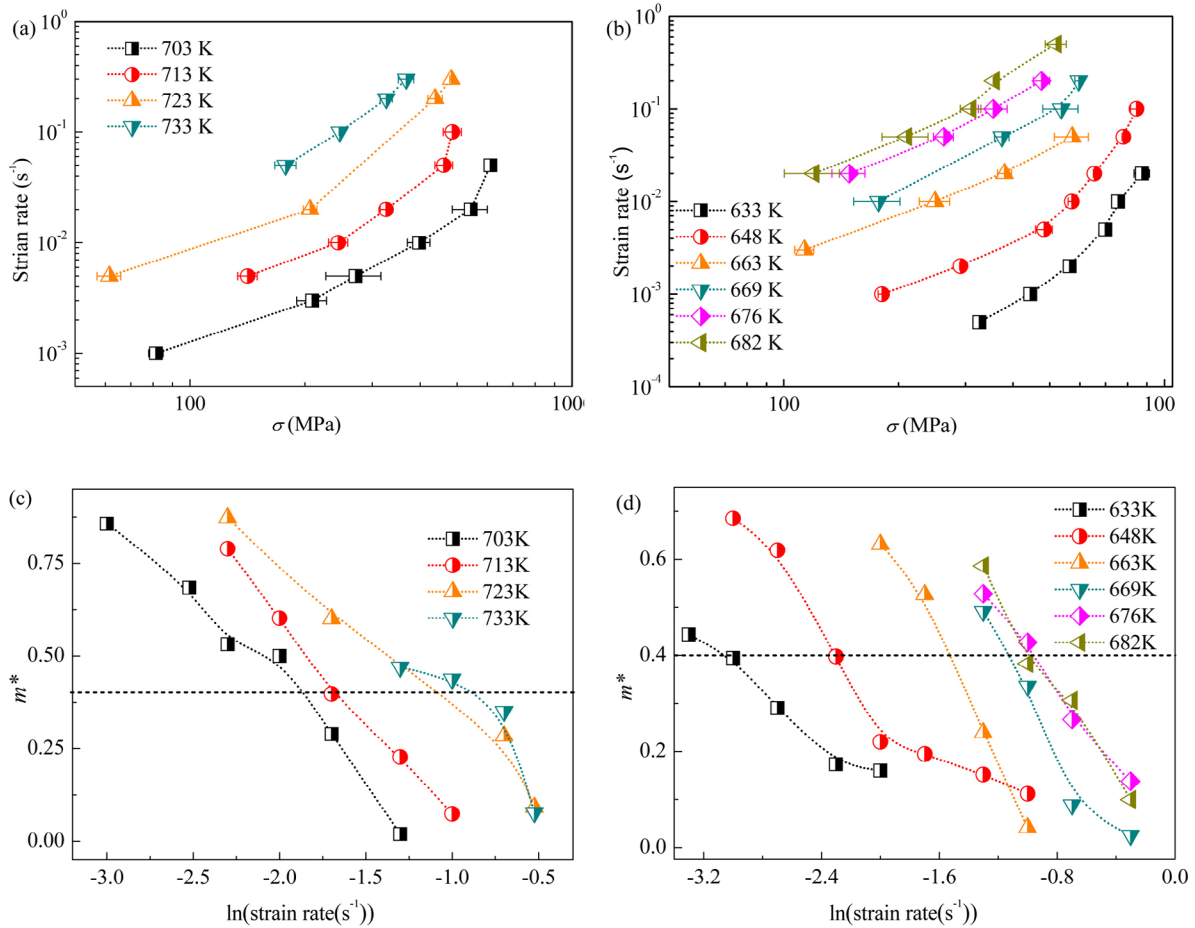 (a)
10⁰
10⁻¹
10⁻²
10⁻³
Strian rate (s⁻¹)
703 K
713 K
723 K
733 K
100
100
σ (MPa)
(b)
10⁰
10⁻¹
10⁻²
10⁻³
10⁻⁴
Strain rate (s⁻¹)
633 K
648 K
663 K
669 K
676 K
682 K
100
100
σ (MPa)
(c)
0.75
0.50
0.25
0.00
m*
703K
713K
723K
733K
-3.0
-2.5
-2.0
-1.5
-1.0
-0.5
ln(strain rate(s⁻¹))
(d)
0.6
0.4
0.2
0.0
m*
633K
648K
663K
669K
676K
682K
-3.2
-2.4
-1.6
-0.8
0.0
ln(strain rate(s⁻¹))